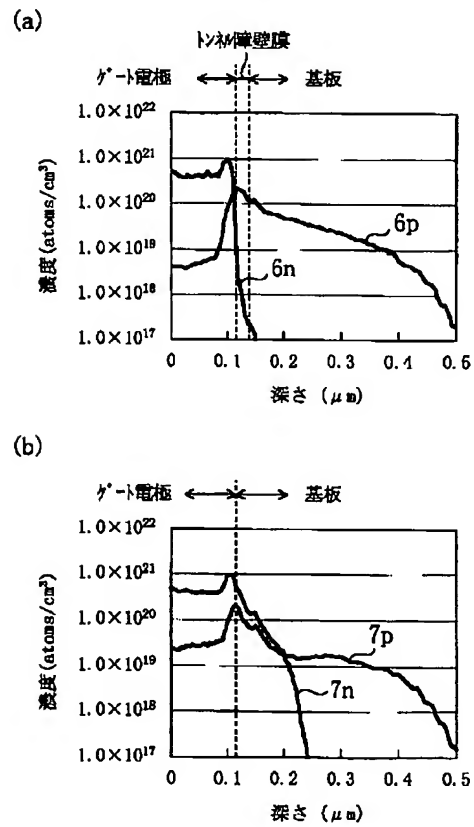 (a)
トンネル障壁膜
ゲート電極
基板
1.0×10²²
1.0×10²¹
1.0×10²⁰
1.0×10¹⁹
1.0×10¹⁸
1.0×10¹⁷
濃度(atoms/cm³)
6p
6n
0 0.1 0.2 0.3 0.4 0.5
深さ (μm)
(b)
ゲート電極
基板
1.0×10²²
1.0×10²¹
1.0×10²⁰
1.0×10¹⁹
1.0×10¹⁸
1.0×10¹⁷
濃度(atoms/cm³)
7p
7n
0 0.1 0.2 0.3 0.4 0.5
深さ (μm)